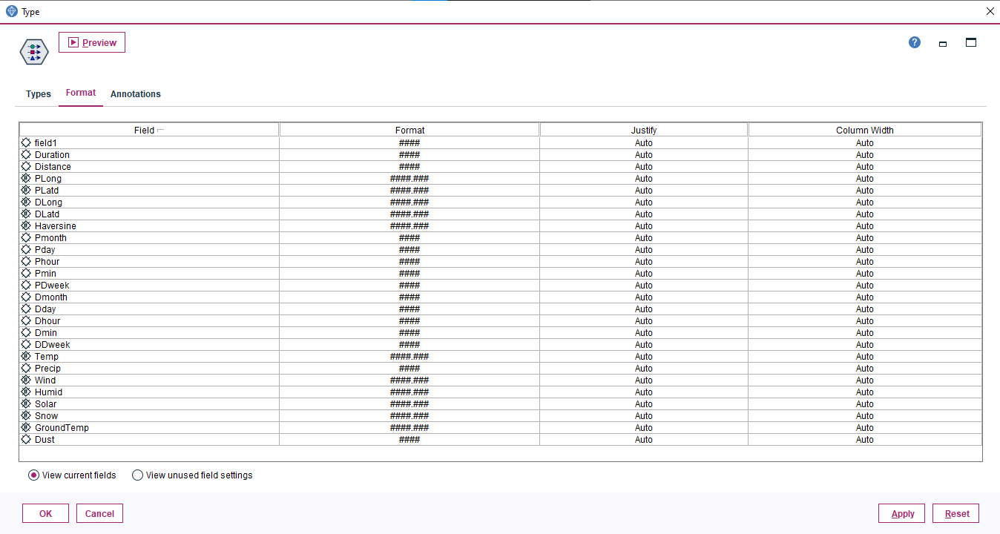 Type
Preview
?
Types Format Annotations
Field Format Justify Column Width
field1 #### Auto Auto
Duration #### Auto Auto
Distance #### Auto Auto
PLong ####.### Auto Auto
PLatd ####.### Auto Auto
DLong ####.### Auto Auto
DLatd ####.### Auto Auto
Haversine ####.### Auto Auto
Pmonth #### Auto Auto
Pday #### Auto Auto
Phour #### Auto Auto
Pmin #### Auto Auto
PDweek #### Auto Auto
Dmonth #### Auto Auto
Dday #### Auto Auto
Dhour #### Auto Auto
Dmin #### Auto Auto
DDweek #### Auto Auto
Temp ####.### Auto Auto
Precip #### Auto Auto
Wind ####.### Auto Auto
Humid ####.### Auto Auto
Solar ####.### Auto Auto
Snow ####.### Auto Auto
GroundTemp ####.### Auto Auto
Dust #### Auto Auto
View current fields View unused field settings
OK Cancel Apply Reset